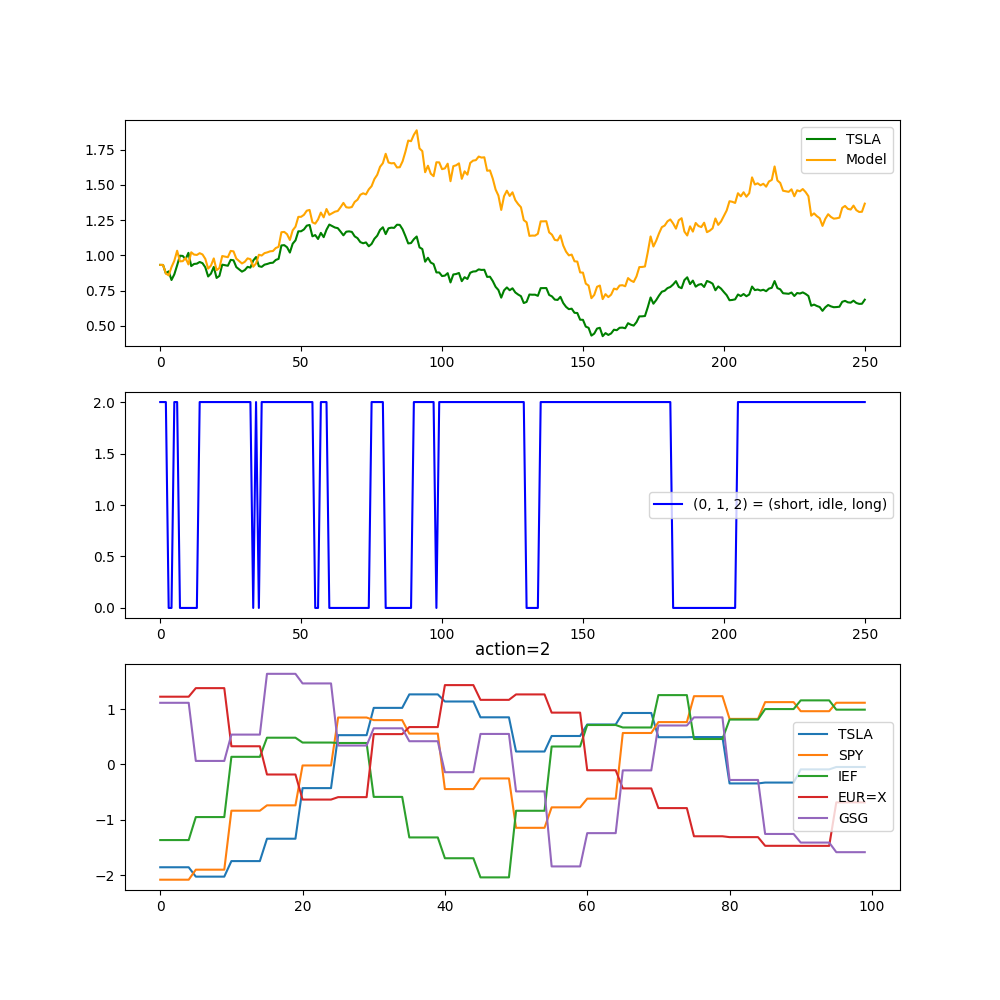 1.75
1.50
1.25
1.00
0.75
0.50
TSLA
Model
0 50 100 150 200 250
2.0
1.5
1.0
0.5
0.0
(0, 1, 2) = (short, idle, long)
0 50 100 150 200 250
action=2
1
0
−1
−2
TSLA
SPY
IEF
EUR=X
GSG
0 20 40 60 80 100